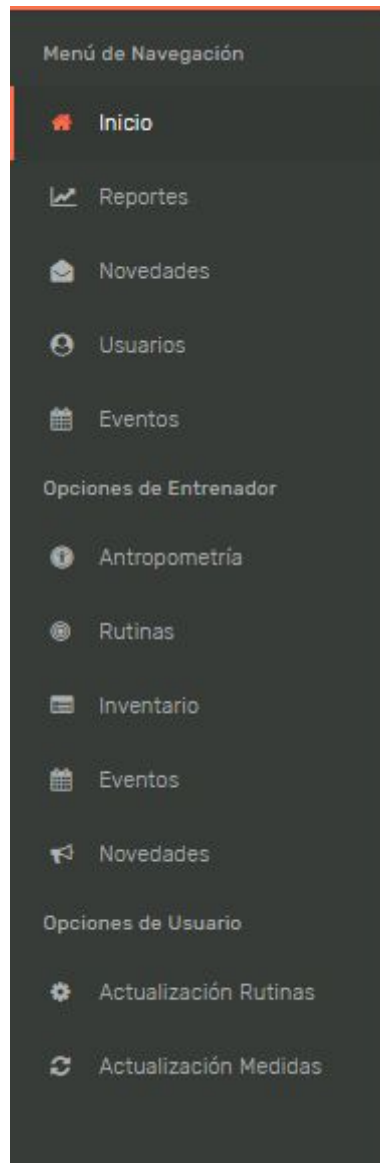 Menú de Navegación
Inicio
Reportes
Novedades
Usuarios
Eventos
Opciones de Entrenador
Antropometría
Rutinas
Inventario
Eventos
Novedades
Opciones de Usuario
Actualización Rutinas
Actualización Medidas